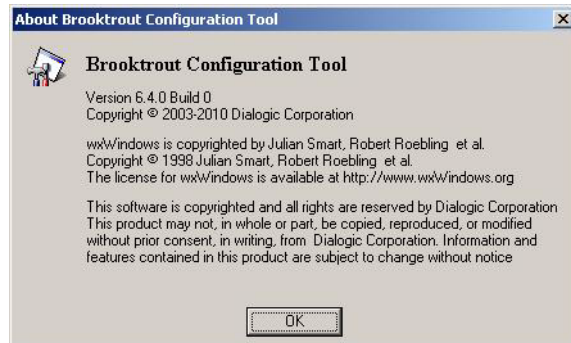 About Brooktrout Configuration Tool
Brooktrout Configuration Tool
Version 6.4.0 Build 0
Copyright © 2003-2010 Dialogic Corporation
wxWindows is copyrighted by Julian Smart, Robert Roebling et al.
Copyright © 1998 Julian Smart, Robert Roebling et al.
The license for wxWindows is available at http://www.wxWindows.org
This software is copyrighted and all rights are reserved by Dialogic Corporation
This product may not, in whole or part, be copied, reproduced, or modified
without prior consent, in writing, from Dialogic Corporation. Information and
features contained in this product are subject to change without notice
OK